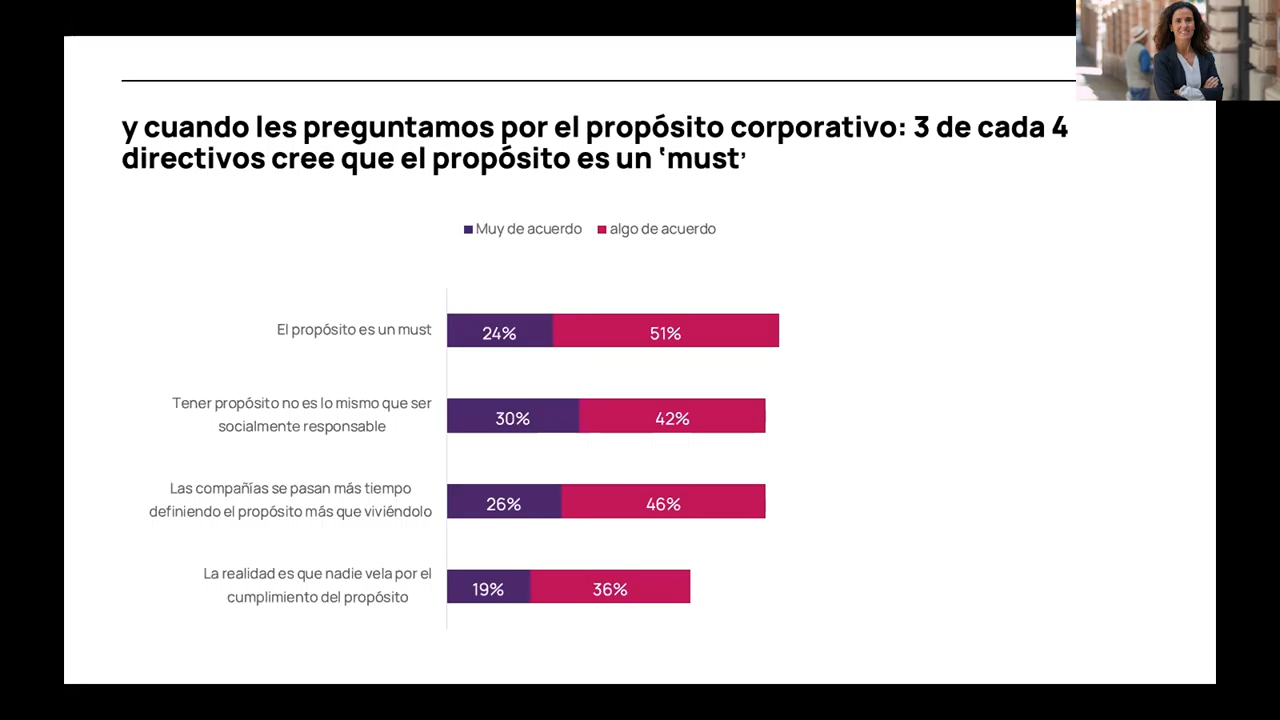 y cuando les preguntamos por el propósito corporativo: 3 de cada 4
directivos cree que el propósito es un ‘must’
Muy de acuerdo algo de acuerdo
El propósito es un must 24% 51%
Tener propósito no es lo mismo que ser
socialmente responsable
30% 42%
Las compañías se pasan más tiempo
definiendo el propósito más que viviéndolo
26% 46%
La realidad es que nadie vela por el
cumplimiento del propósito
19% 36%